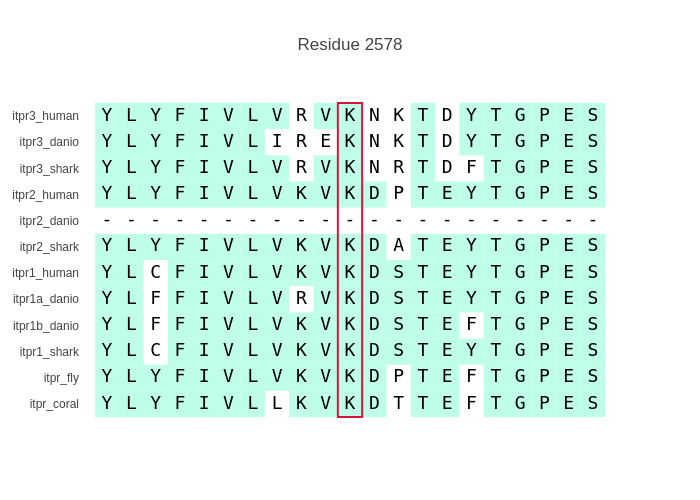 Residue 2578
itpr3_human Y L Y F I V L V R V K N K T D Y T G P E S
itpr3_danio Y L Y F I V L I R E K N K T D Y T G P E S
itpr3_shark Y L Y F I V L V R V K N R T D F T G P E S
itpr2_human Y L Y F I V L V K V K D P T E Y T G P E S
itpr2_danio - - - - - - - - - - - - - - - - - - - - -
itpr2_shark Y L Y F I V L V K V K D A T E Y T G P E S
itpr1_human Y L C F I V L V K V K D S T E Y T G P E S
itpr1a_danio Y L F F I V L V R V K D S T E Y T G P E S
itpr1b_danio Y L F F I V L V K V K D S T E F T G P E S
itpr1_shark Y L C F I V L V K V K D S T E Y T G P E S
itpr_fly Y L Y F I V L V K V K D P T E F T G P E S
itpr_coral Y L Y F I V L L K V K D T T E F T G P E S